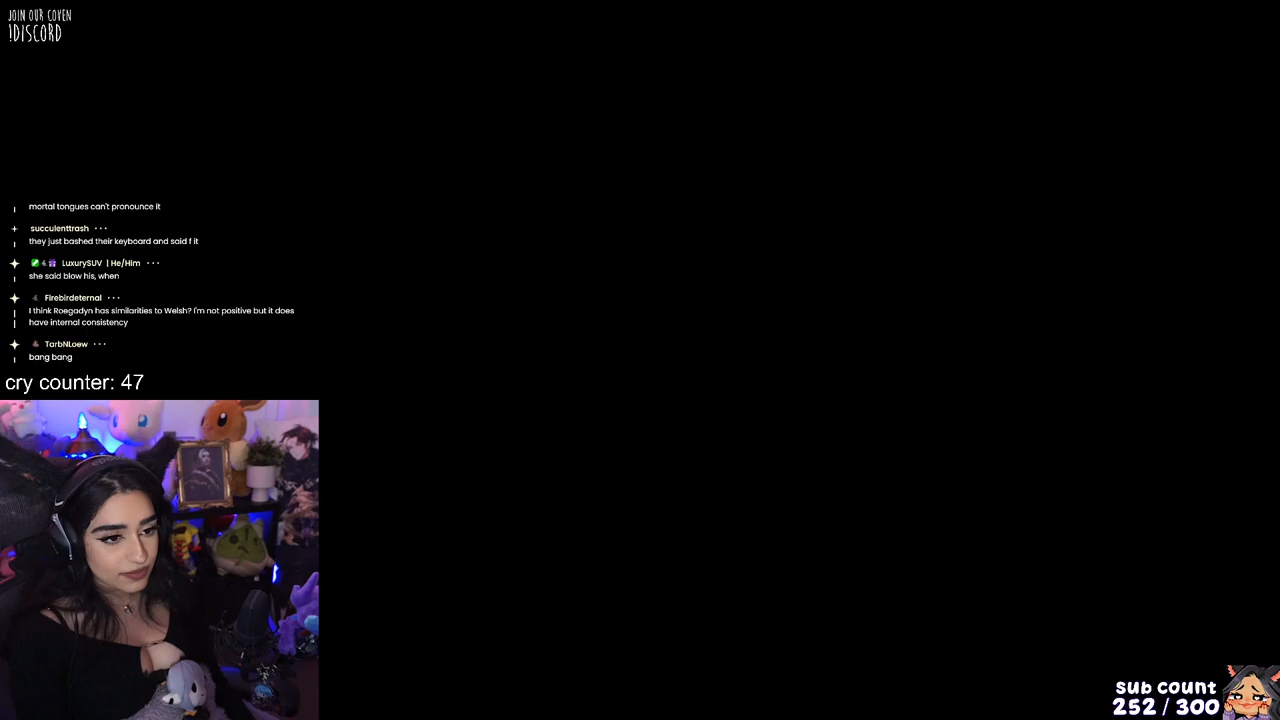 JOIN OUR COVEN
!DISCORD
mortal tongues can't pronounce it
succulenttrash
they just bashed their keyboard and said f it
LuxurySUV | He/Him
she said blow his, when
Firebirdeternal
I think Roegadyn has similarities to Welsh? I'm not positive but it does
have internal consistency
TarbNLoew
bang bang
cry counter: 47
sub count
252 / 300